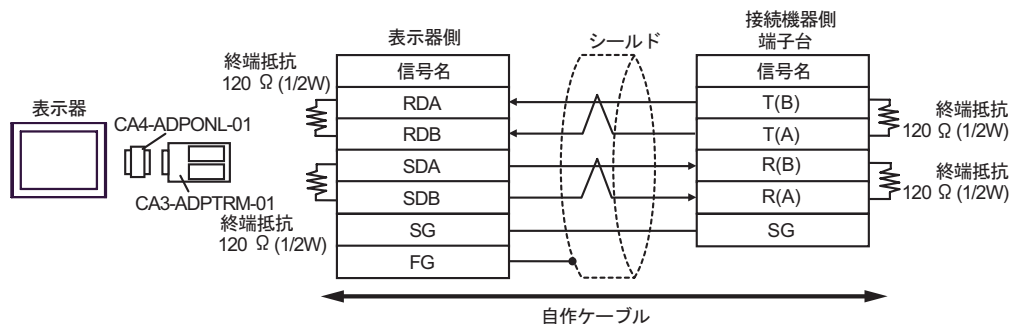 表示器
CA4-ADPONL-01
CA3-ADPTRM-01
終端抵抗
120 Ω (1/2W)
終端抵抗
120 Ω (1/2W)
表示器側
信号名
RDA
RDB
SDA
SDB
SG
FG
シールド
接続機器側
端子台
信号名
T(B)
T(A)
R(B)
R(A)
SG
終端抵抗
120 Ω (1/2W)
終端抵抗
120 Ω (1/2W)
自作ケーブル